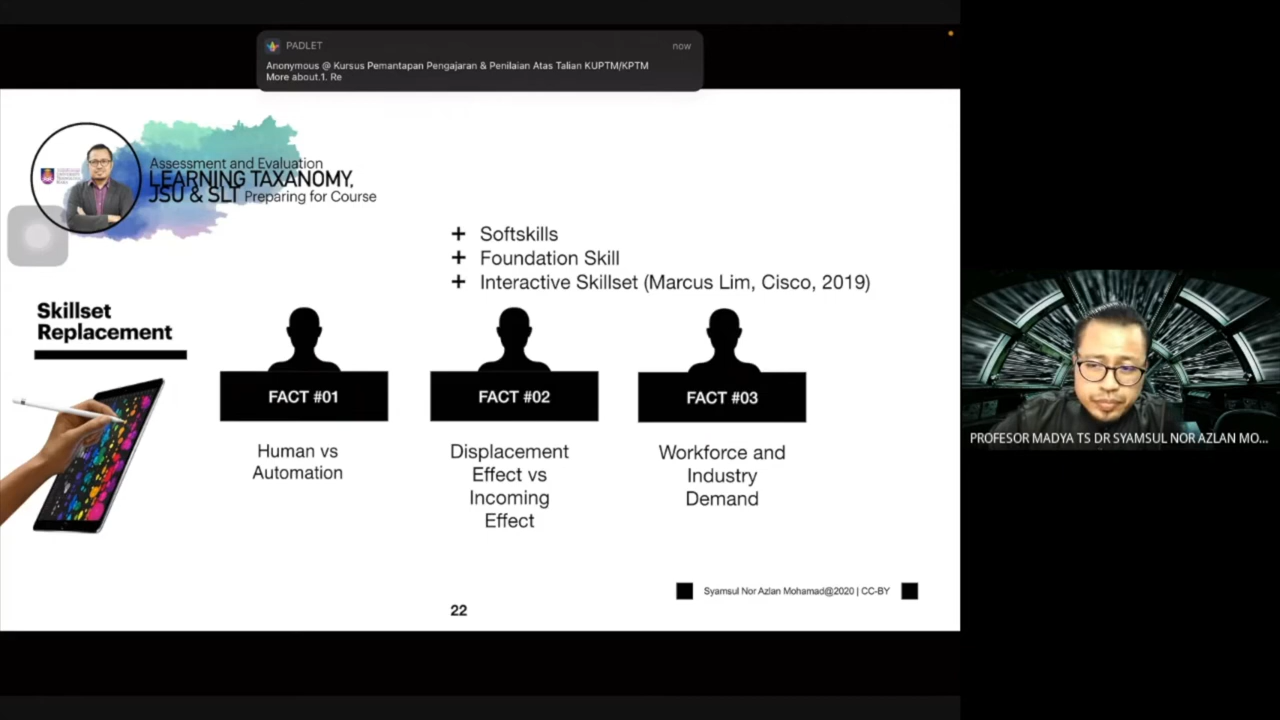 PADLET
now
Anonymous @ Kursus Pemantapan Pengajaran & Penilaian Atas Talian KUPTM/KPTM
More about.1. Re
Assessment and Evaluation
LEARNING TAXANOMY,
JSU & SLT Preparing for Course
+ Softskills
+ Foundation Skill
+ Interactive Skillset (Marcus Lim, Cisco, 2019)
Skillset
Replacement
FACT #01
FACT #02
FACT #03
Human vs
Automation
Displacement
Effect vs
Incoming
Effect
Workforce and
Industry
Demand
Syamsul Nor Azlan Mohamad@2020 | CC-BY
22
PROFESOR MADYA TS DR SYAMSUL NOR AZLAN MO...